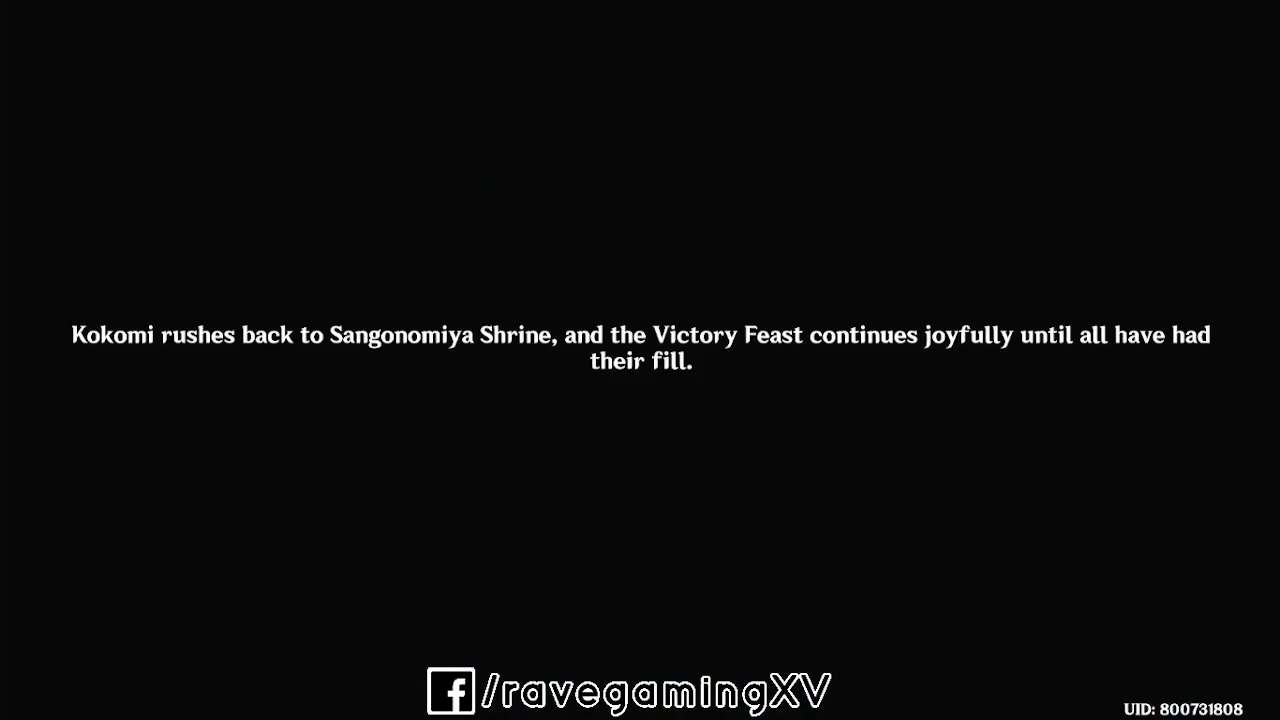 Kokomi rushes back to Sangonomiya Shrine, and the Victory Feast continues joyfully until all have had
their fill.
/ravegamingXV
UID: 800731808